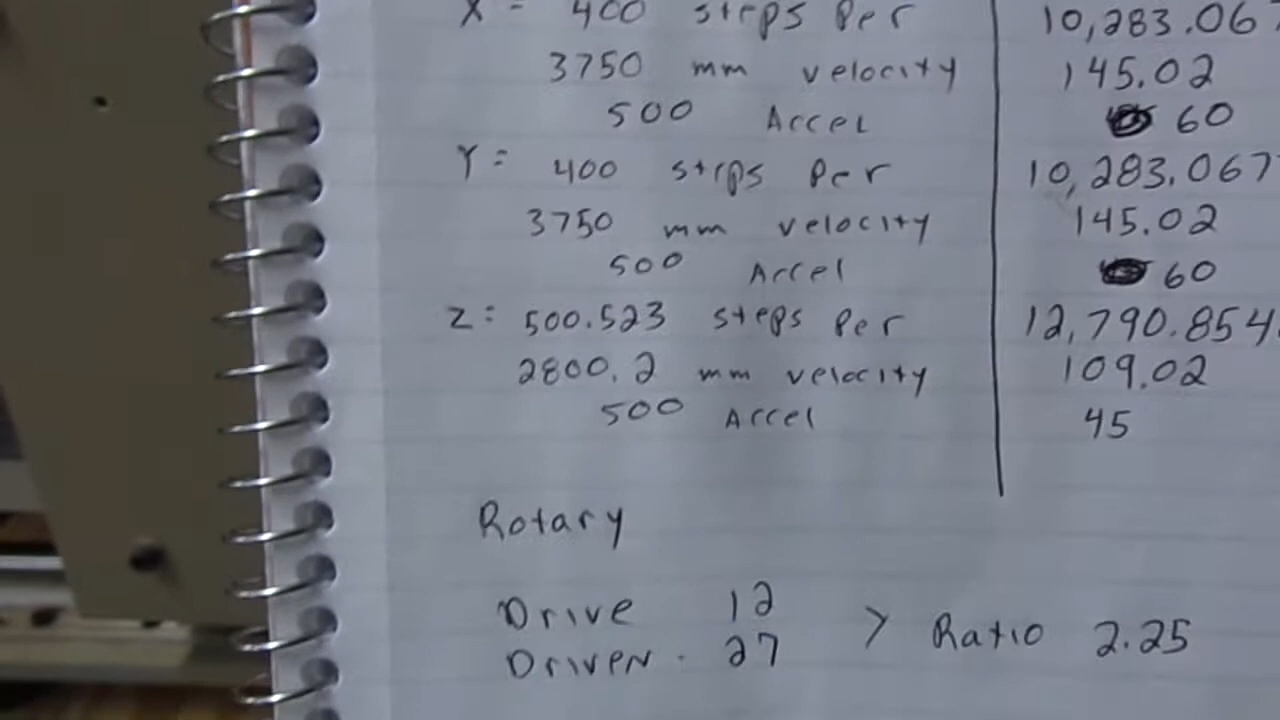 X = 400 steps Per 10,283.067
3750 mm velocity 145.02
500 Accel 60
Y = 400 steps Per 10,283.067
3750 mm velocity 145.02
500 Accel 60
Z: 500.523 steps Per 12,790.854
2800.2 mm velocity 109.02
500 Accel 45
Rotary
Drive 12
Driven 27 > Ratio 2.25